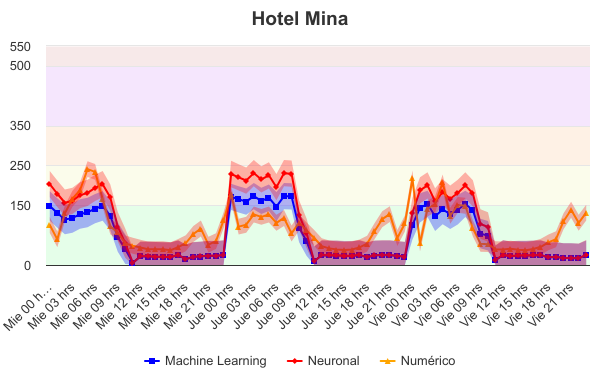 Hotel Mina
550
500
350
250
150
0
Mie 00 h…
Mie 03 hrs
Mie 06 hrs
Mie 09 hrs
Mie 12 hrs
Mie 15 hrs
Mie 18 hrs
Mie 21 hrs
Jue 00 hrs
Jue 03 hrs
Jue 06 hrs
Jue 09 hrs
Jue 12 hrs
Jue 15 hrs
Jue 18 hrs
Jue 21 hrs
Vie 00 hrs
Vie 03 hrs
Vie 06 hrs
Vie 09 hrs
Vie 12 hrs
Vie 15 hrs
Vie 18 hrs
Vie 21 hrs
Machine Learning Neuronal Numérico